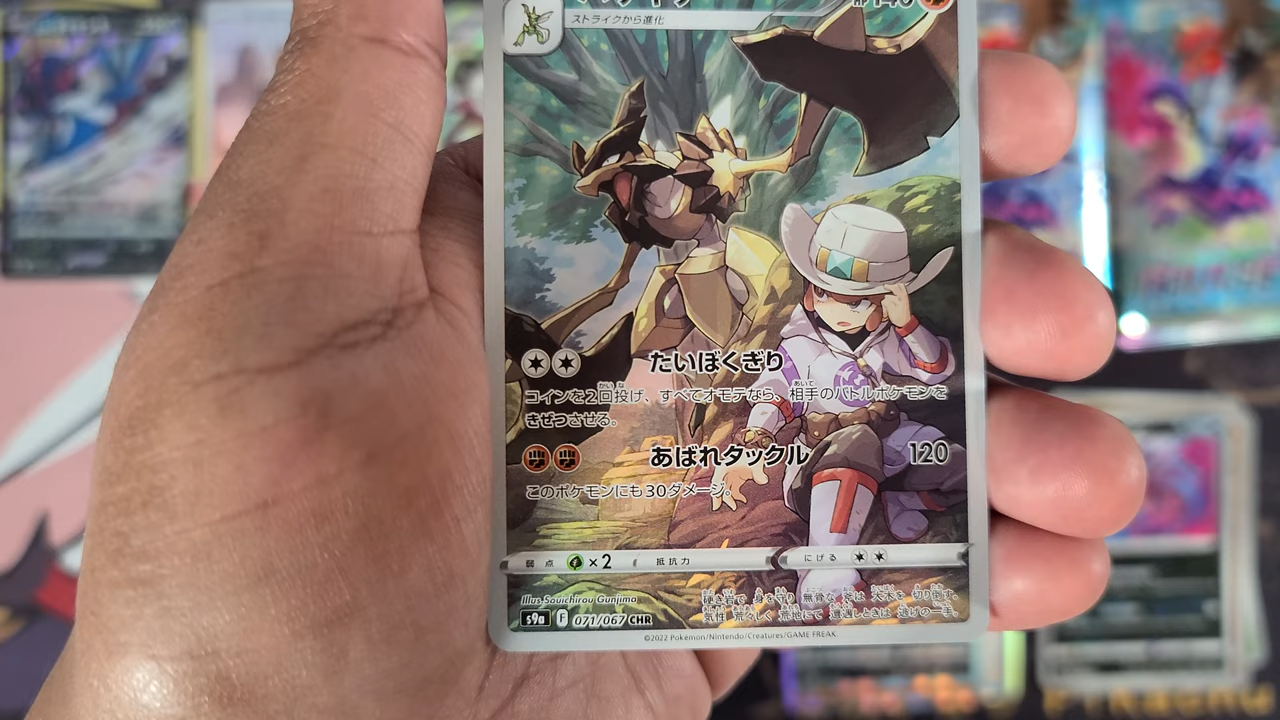 ストライクから進化
たいぼくぎり
コインを2回投げ、すべてオモテなら、相手のバトルポケモンを
きぜつさせる。
あばれタックル 120
このポケモンにも30ダメージ。
弱点 ×2 抵抗力 にげる
Illus. Souichirou Gunjima
s9a F 071/067 CHR
©2022 Pokémon/Nintendo/Creatures/GAME FREAK.